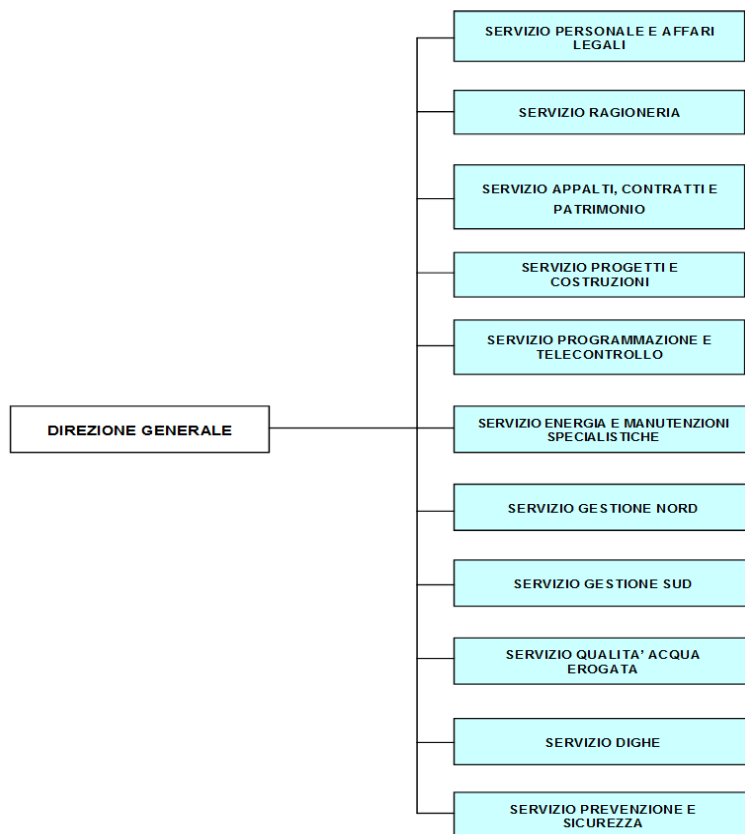 SERVIZIO PERSONALE E AFFARI
LEGALI
SERVIZIO RAGIONERIA
SERVIZIO APPALTI, CONTRATTI E
PATRIMONIO
SERVIZIO PROGETTI E
COSTRUZIONI
SERVIZIO PROGRAMMAZIONE E
TELECONTROLLO
DIREZIONE GENERALE
SERVIZIO ENERGIA E MANUTENZIONI
SPECIALISTICHE
SERVIZIO GESTIONE NORD
SERVIZIO GESTIONE SUD
SERVIZIO QUALITA’ ACQUA
EROGATA
SERVIZIO DIGHE
SERVIZIO PREVENZIONE E
SICUREZZA